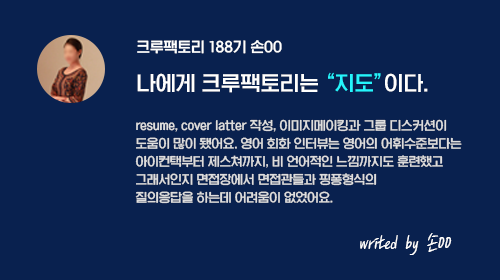 크루팩토리 188기 손00
나에게 크루팩토리는 “지도”이다.
resume, cover latter 작성, 이미지메이킹과 그룹 디스커션이
도움이 많이 됐어요. 영어 회화 인터뷰는 영어의 어휘수준보다는
아이컨택부터 제스쳐까지, 비 언어적인 느낌까지도 훈련했고
그래서인지 면접장에서 면접관들과 핑퐁형식의
질의응답을 하는데 어려움이 없었어요.
writed by 손00